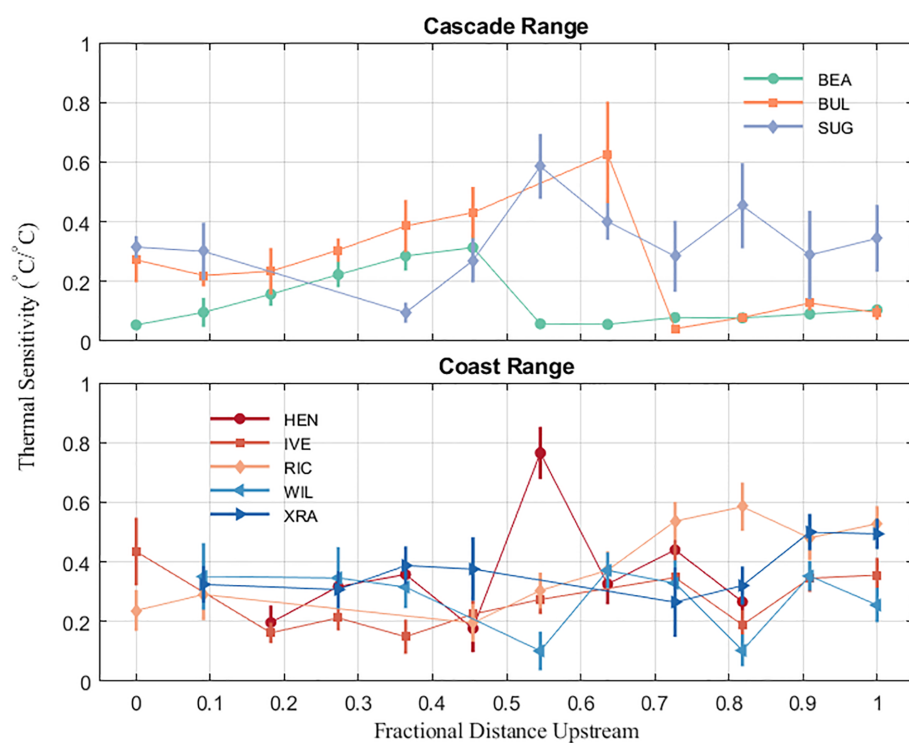 Cascade Range
1
0.8
0.6
0.4
0.2
0
BEA
BUL
SUG
Thermal Sensitivity (°C/°C)
Coast Range
1
0.8
0.6
0.4
0.2
0
HEN
IVE
RIC
WIL
XRA
0 0.1 0.2 0.3 0.4 0.5 0.6 0.7 0.8 0.9 1
Fractional Distance Upstream